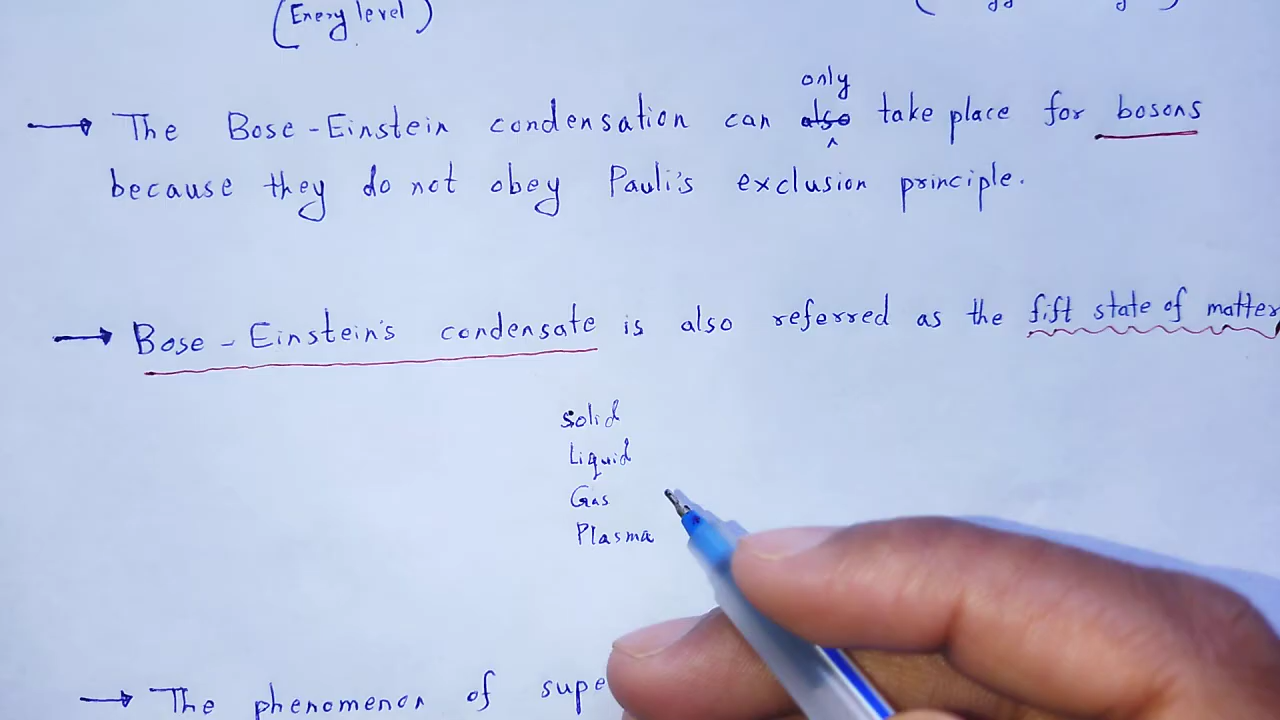 (Energy level)
only
→ The Bose-Einstein condensation can also take place for bosons
because they do not obey Pauli's exclusion principle.
→ Bose-Einstein's condensate is also referred as the fift state of matter
Solid
Liquid
Gas
Plasma
→ The phenomenon of supe